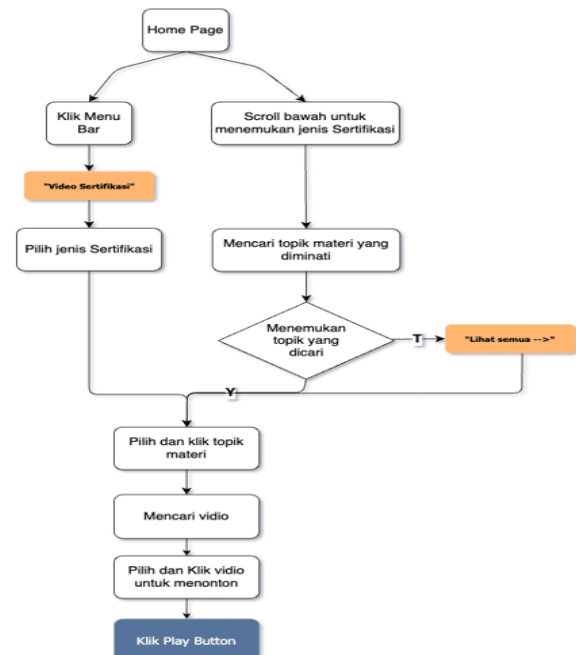 Home Page
Klik Menu
Bar
Scroll bawah untuk
menemukan jenis Sertifikasi
"Video Sertifikasi"
Pilih jenis Sertifikasi
Mencari topik materi yang
diminati
Menemukan
topik yang
dicari
T
"Lihat semua -->"
Y
Pilih dan klik topik
materi
Mencari vidio
Pilih dan Klik vidio
untuk menonton
Klik Play Button